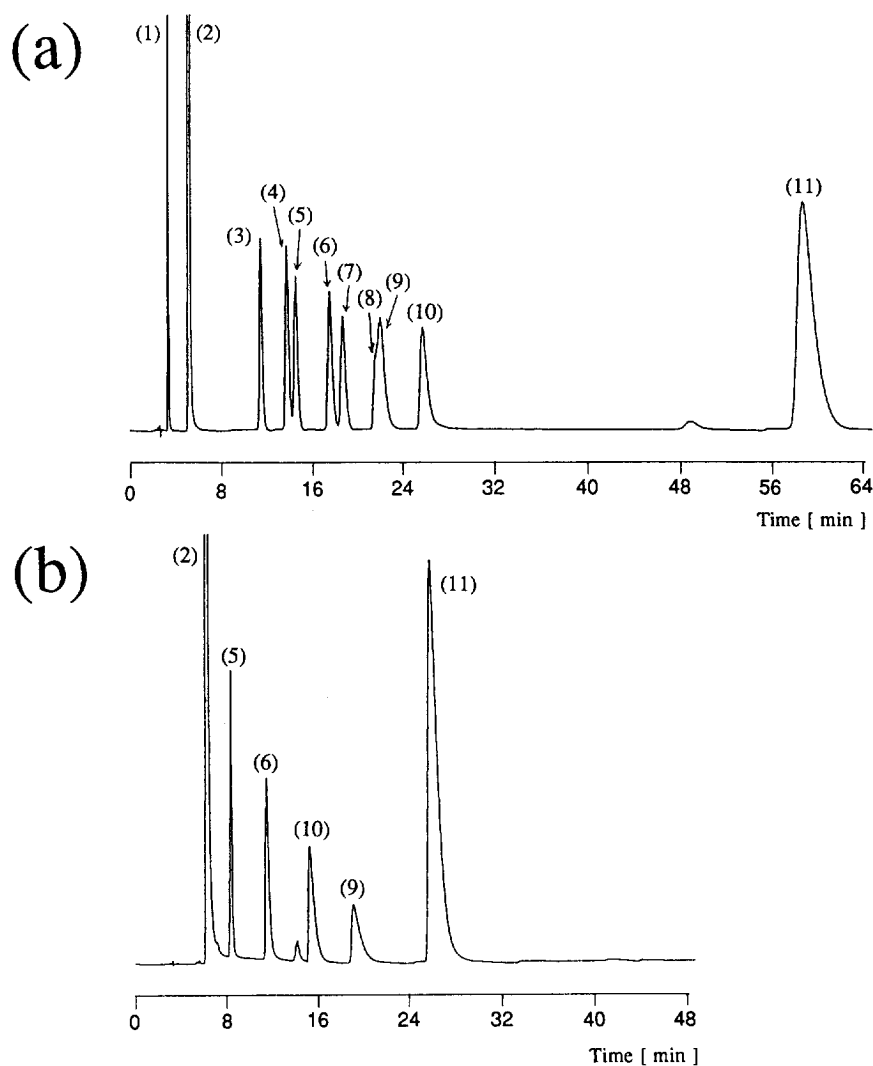 (a)
(1) (2)
(3) (4) (5) (6) (7) (8) (9) (10) (11)
0 8 16 24 32 40 48 56 64
Time [ min ]
(b)
(2) (5) (6) (10) (9) (11)
0 8 16 24 32 40 48
Time [ min ]